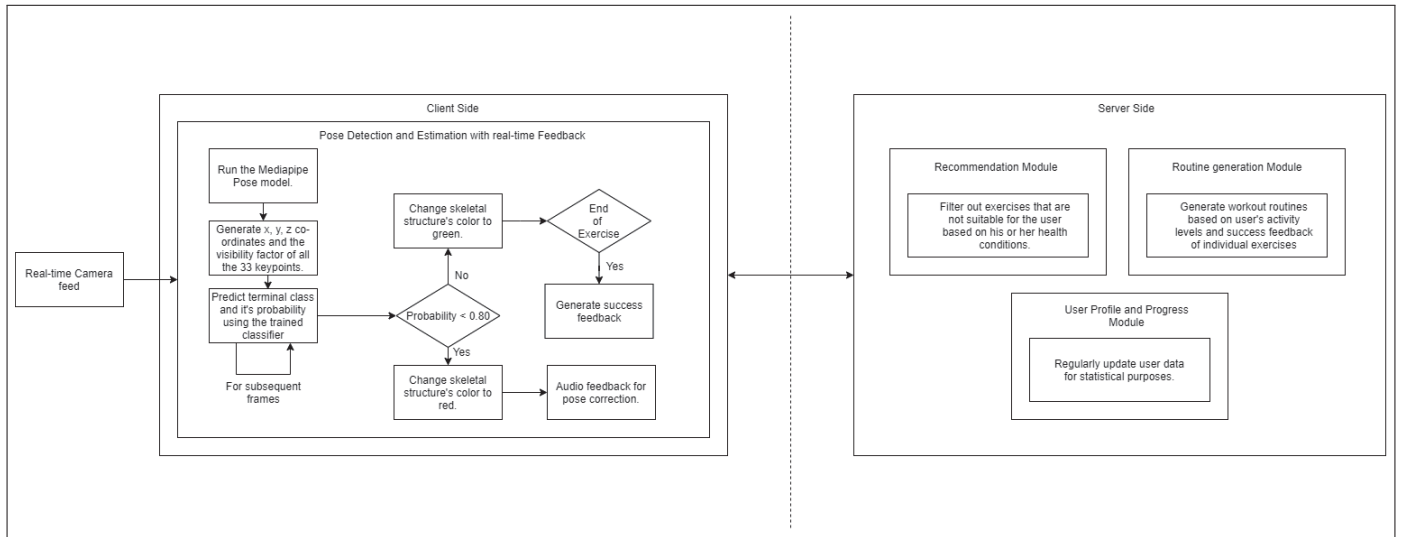 Client Side
Server Side
Pose Detection and Estimation with real-time Feedback
Real-time Camera
feed
Run the Mediapipe
Pose model.
Generate x, y, z co-
ordinates and the
visibility factor of all
the 33 keypoints.
Predict terminal class
and it's probability
using the trained
classifier
For subsequent
frames
Change skeletal
structure's color to
green.
No
Probability < 0.80
Yes
Change skeletal
structure's color to
red.
End
of
Exercise
Yes
Generate success
feedback
Audio feedback for
pose correction.
Recommendation Module
Filter out exercises that are
not suitable for the user
based on his or her health
conditions.
Routine generation Module
Generate workout routines
based on user's activity
levels and success feedback
of individual exercises
User Profile and Progress
Module
Regularly update user data
for statistical purposes.